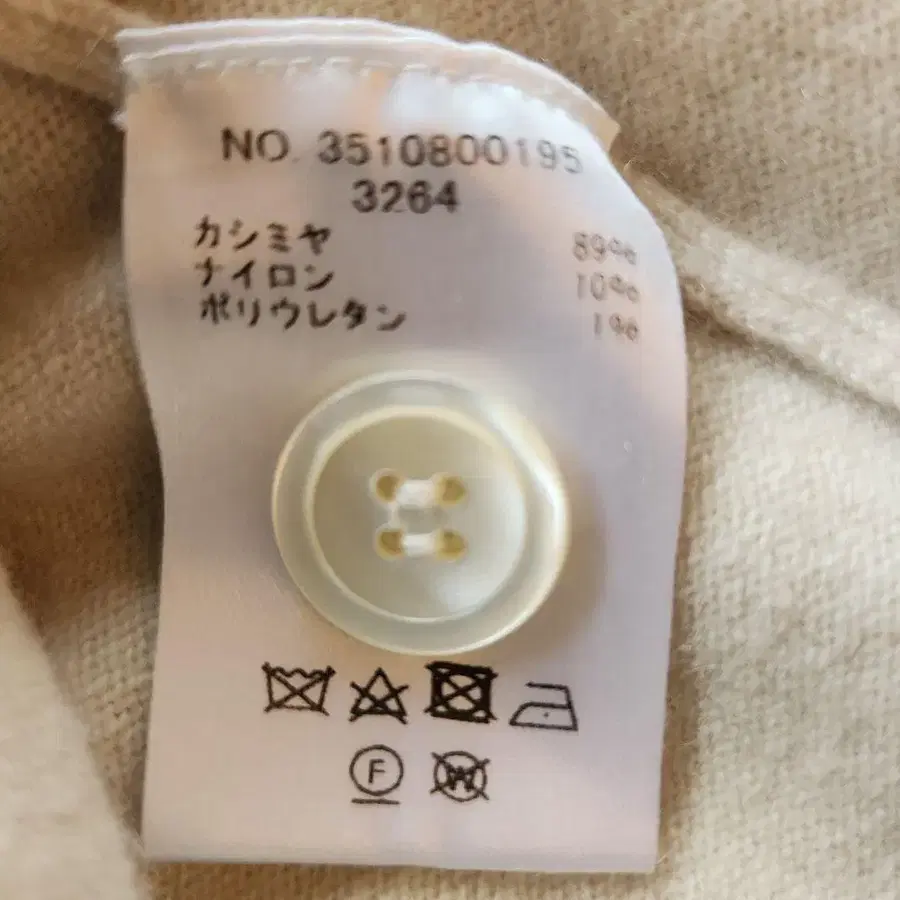 NO. 3510800195
3264
カシミヤ 89%
ナイロン 10%
ポリウレタン 1%
F
W